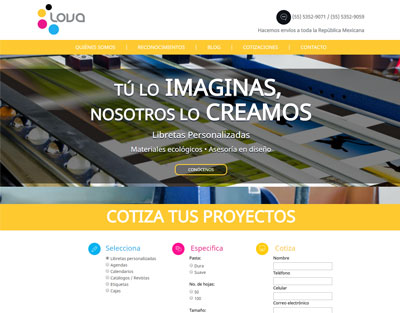 Lova
(55) 5352-9071 / (55) 5352-9059
Hacemos envíos a toda la República Mexicana
QUIENES SOMOS | RECONOCIMIENTOS | BLOG | COTIZACIONES | CONTACTO
TÚ LO IMAGINAS,
NOSOTROS LO CREAMOS
Libretas Personalizadas
Materiales ecológicos • Asesoría en diseño
CONÓCENOS
COTIZA TUS PROYECTOS
Selecciona
Libretas personalizadas
Agendas
Calendarios
Catálogos / Revistas
Etiquetas
Cajas
Especifica
Pasta:
Dura
Suave
No. de hojas:
50
100
Tamaño:
Cotiza
Nombre
Teléfono
Celular
Correo electrónico